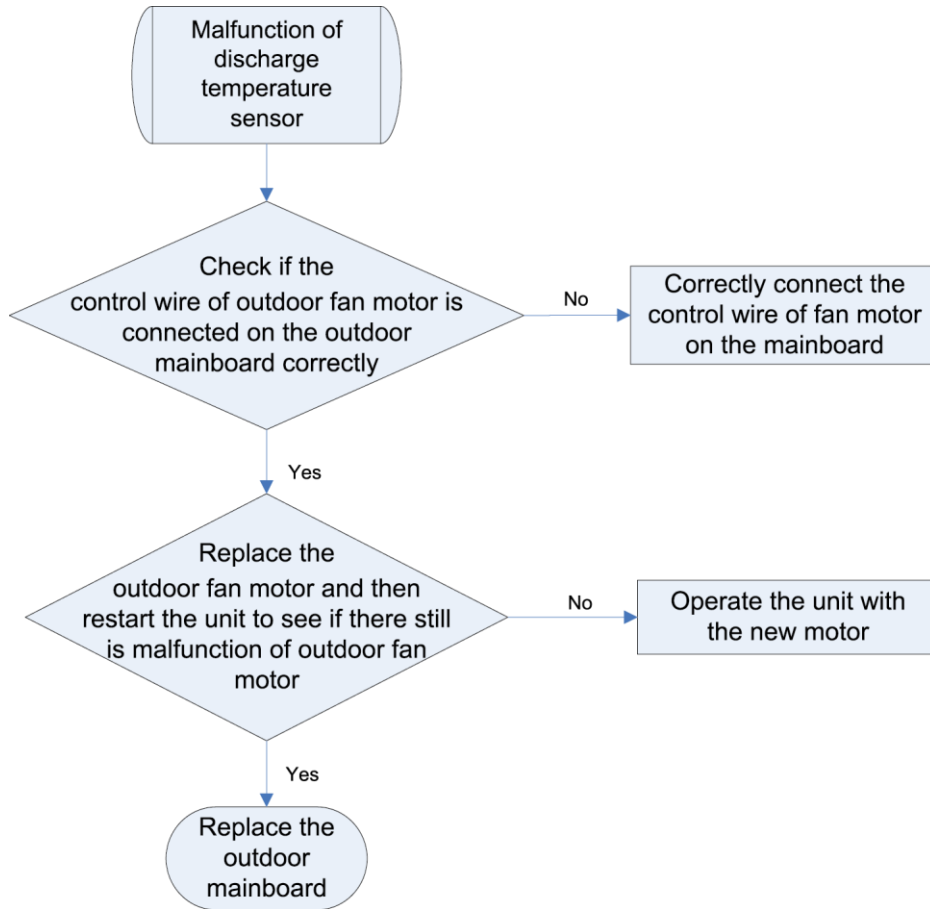 Malfunction of
discharge
temperature
sensor
Check if the
control wire of outdoor fan motor is
connected on the outdoor
mainboard correctly
No
Correctly connect the
control wire of fan motor
on the mainboard
Yes
Replace the
outdoor fan motor and then
restart the unit to see if there still
is malfunction of outdoor fan
motor
No
Operate the unit with
the new motor
Yes
Replace the
outdoor
mainboard